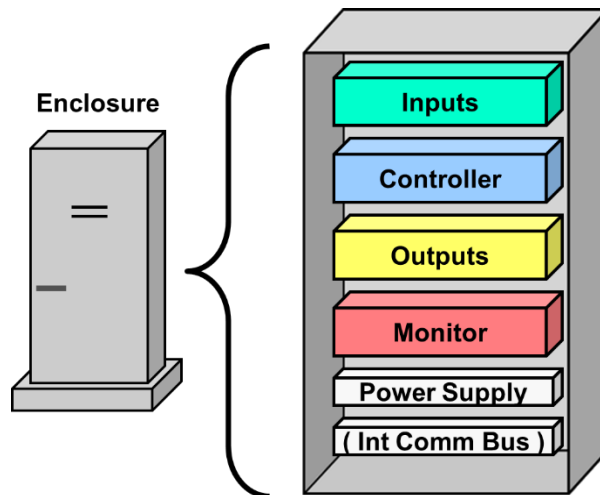 Enclosure
Inputs
Controller
Outputs
Monitor
Power Supply
( Int Comm Bus )